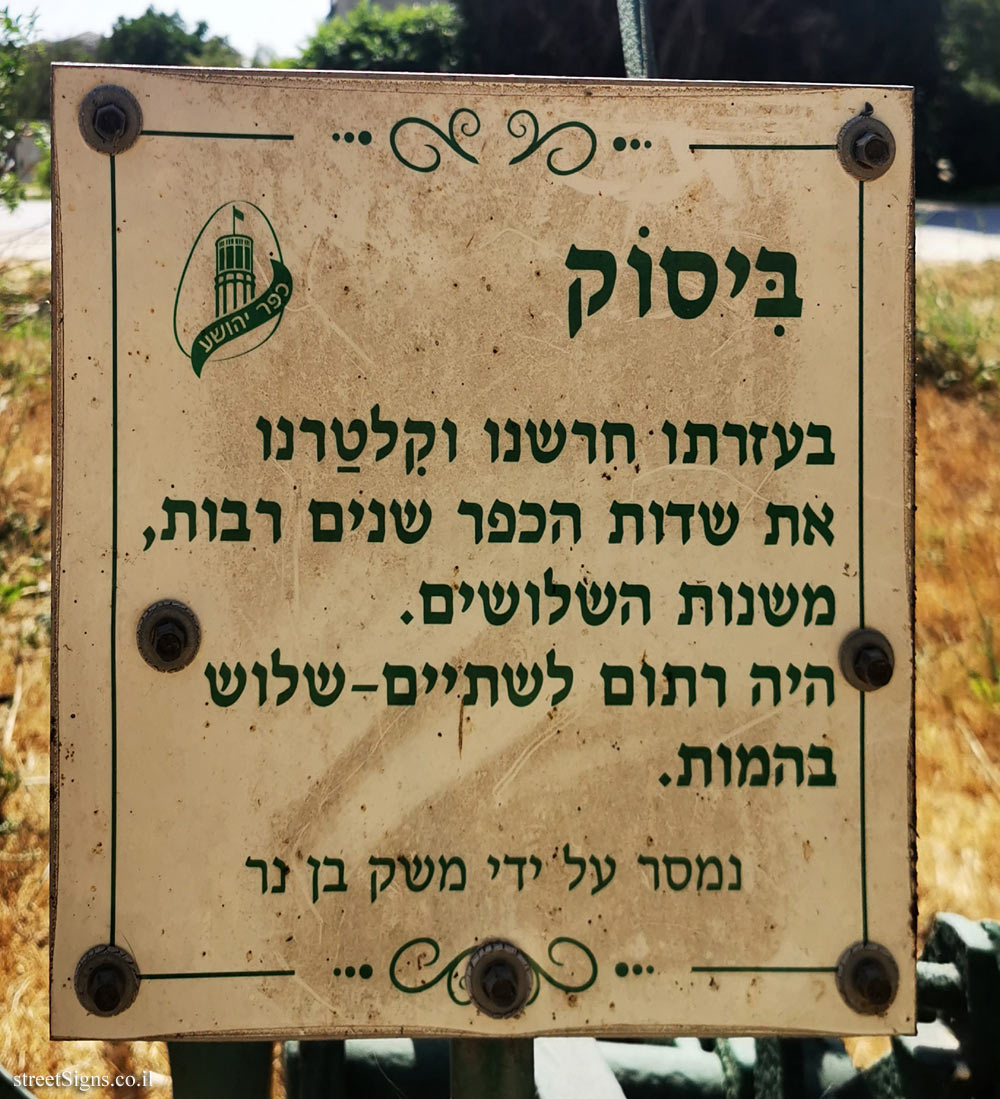 בִּיסוֹק
כפר יהושע
בעזרתו חרשנו וקִלטַרנו
את שדות הכפר שנים רבות,
משנות השלושים.
היה רתום לשתיים-שלוש
בהמות.
נמסר על ידי משק בן נר
streetSigns.co.il